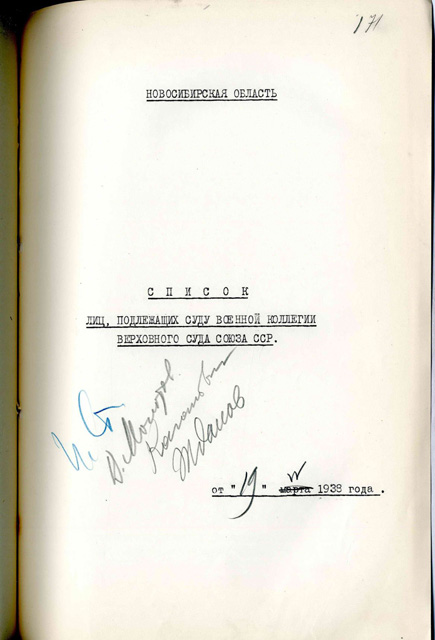 171
НОВОСИБИРСКАЯ ОБЛАСТЬ
С П И С О К
ЛИЦ, ПОДЛЕЖАЩИХ СУДУ ВОЕННОЙ КОЛЛЕГИИ
ВЕРХОВНОГО СУДА СОЮЗА ССР.
И. Ст
В. Молотов
Каганович
Жданов
IV
от "19" марта 1938 года.